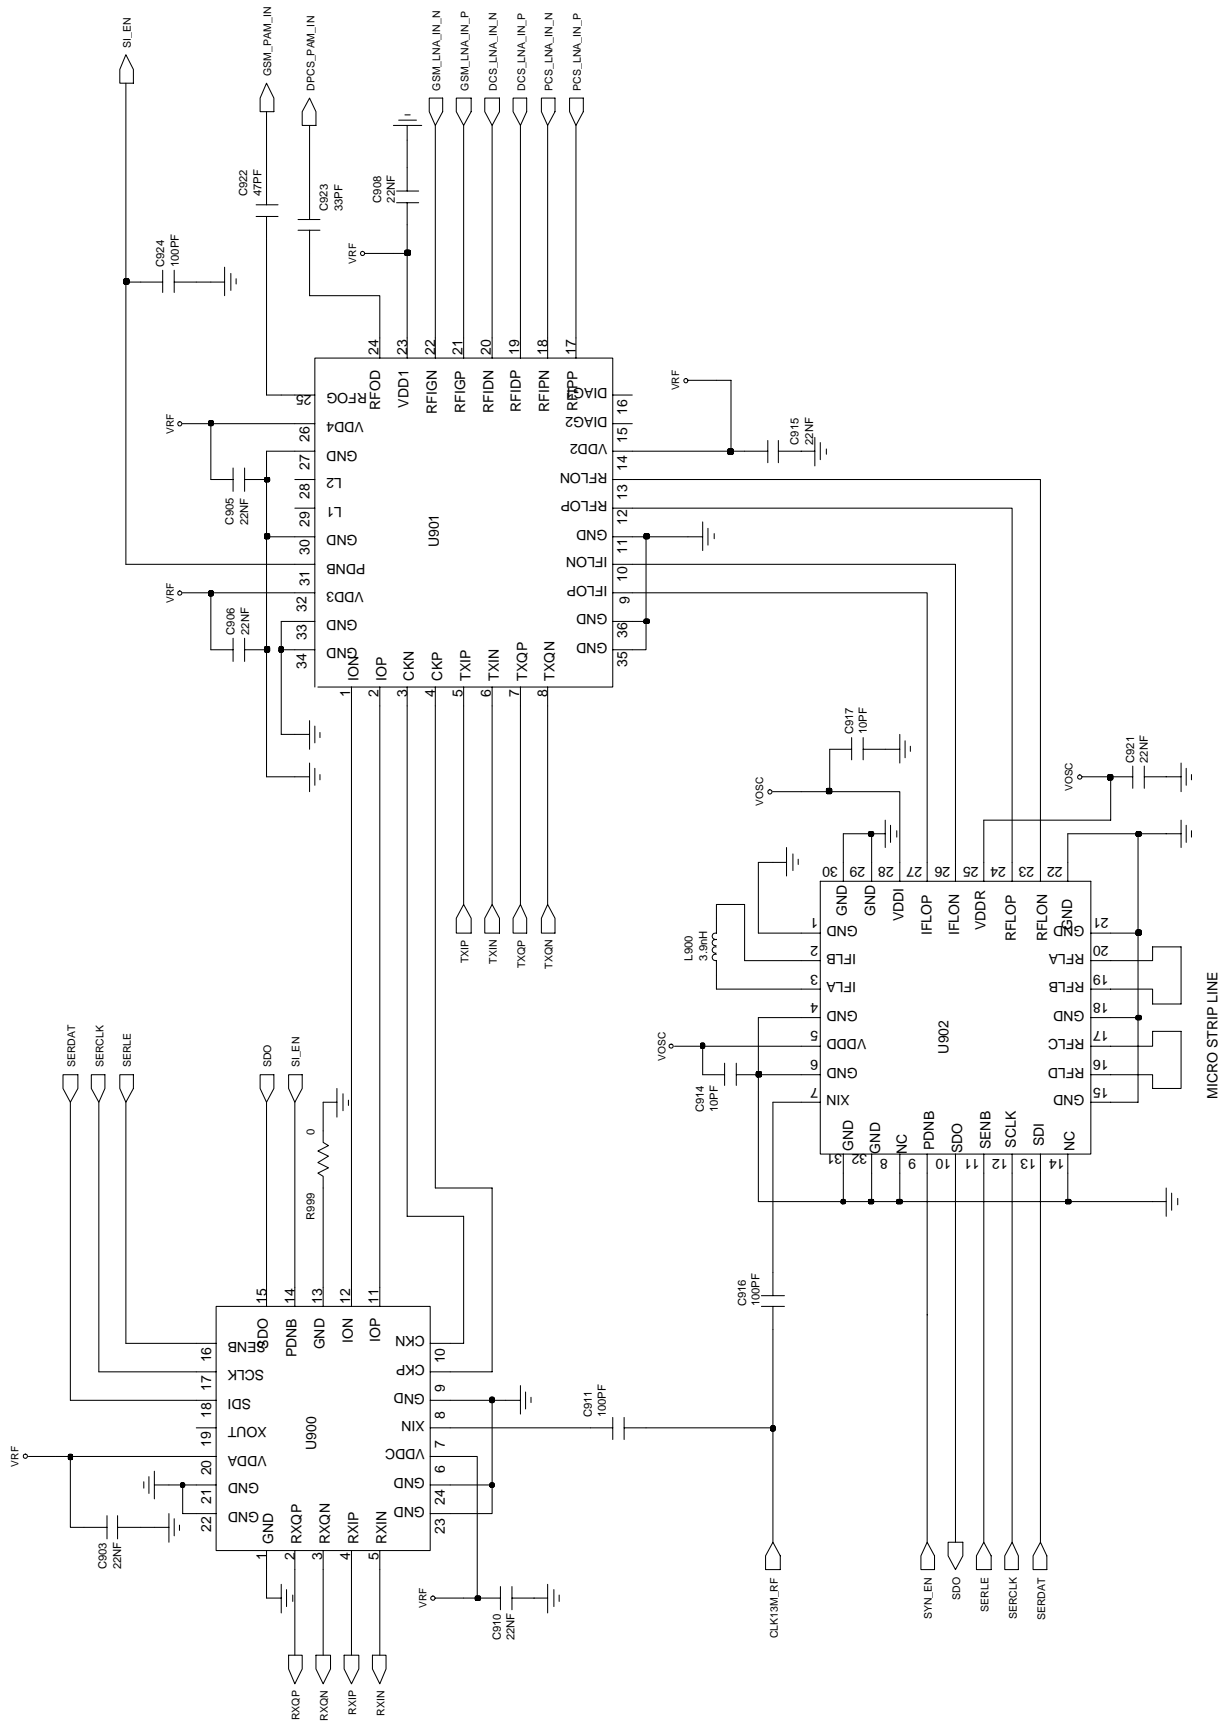 SI_EN
GSM_PAM_IN
DPCS_PAM_IN
GSM_LNA_IN_N
GSM_LNA_IN_P
DCS_LNA_IN_N
DCS_LNA_IN_P
PCS_LNA_IN_N
PCS_LNA_IN_P
C924
100PF
C922
47PF
C923
33PF
VRF
C908
22NF
24
23
22
21
20
19
18
17
RFOD
VDD1
RFIGN
RFIGP
RFIDN
RFIDP
RFIPN
RFIPP
25
RFOG
26
VDD4
27
GND
28
L2
29
L1
30
GND
31
PDNB
32
VDD3
33
GND
34
GND
VRF
C905
22NF
VRF
C906
22NF
U901
DIAG
16
DIAG2
15
VDD2
14
RFLON
13
RFLOP
12
GND
11
IFLON
10
IFLOP
9
GND
36
GND
35
VRF
C915
22NF
ION
IOP
CKN
CKP
TXIP
TXIN
TXQP
TXQN
1
2
3
4
5
6
7
8
TXIP
TXIN
TXQP
TXQN
SERDAT
SERCLK
SERLE
SDO
SI_EN
R999
0
15
14
13
12
11
SDO
PDNB
GND
ION
IOP
16
SENB
17
SCLK
18
SDI
19
XOUT
20
VDDA
21
GND
22
GND
U900
CKN
10
CKP
9
GND
8
XIN
7
VDDC
6
GND
24
GND
23
GND
RXQP
RXQN
RXIP
RXIN
1
2
3
4
5
VRF
C903
22NF
VRF
C910
22NF
RXQP
RXQN
RXIP
RXIN
C911
100PF
C916
100PF
CLK13M_RF
VOSC
C917
10PF
VOSC
C921
22NF
L900
3.9nH
VOSC
C914
10PF
30
29
28
27
26
25
24
23
22
GND
GND
VDDI
IFLOP
IFLON
VDDR
RFLOP
RFLON
GND
1
GND
2
IFLB
3
IFLA
4
GND
5
VDDD
6
GND
7
XIN
U902
GND
21
RFLA
20
RFLB
19
GND
18
RFLC
17
RFLD
16
GND
15
GND
GND
NC
PDNB
SDO
SENB
SCLK
SDI
NC
31
32
8
9
10
11
12
13
14
MICRO STRIP LINE
SYN_EN
SDO
SERLE
SERCLK
SERDAT